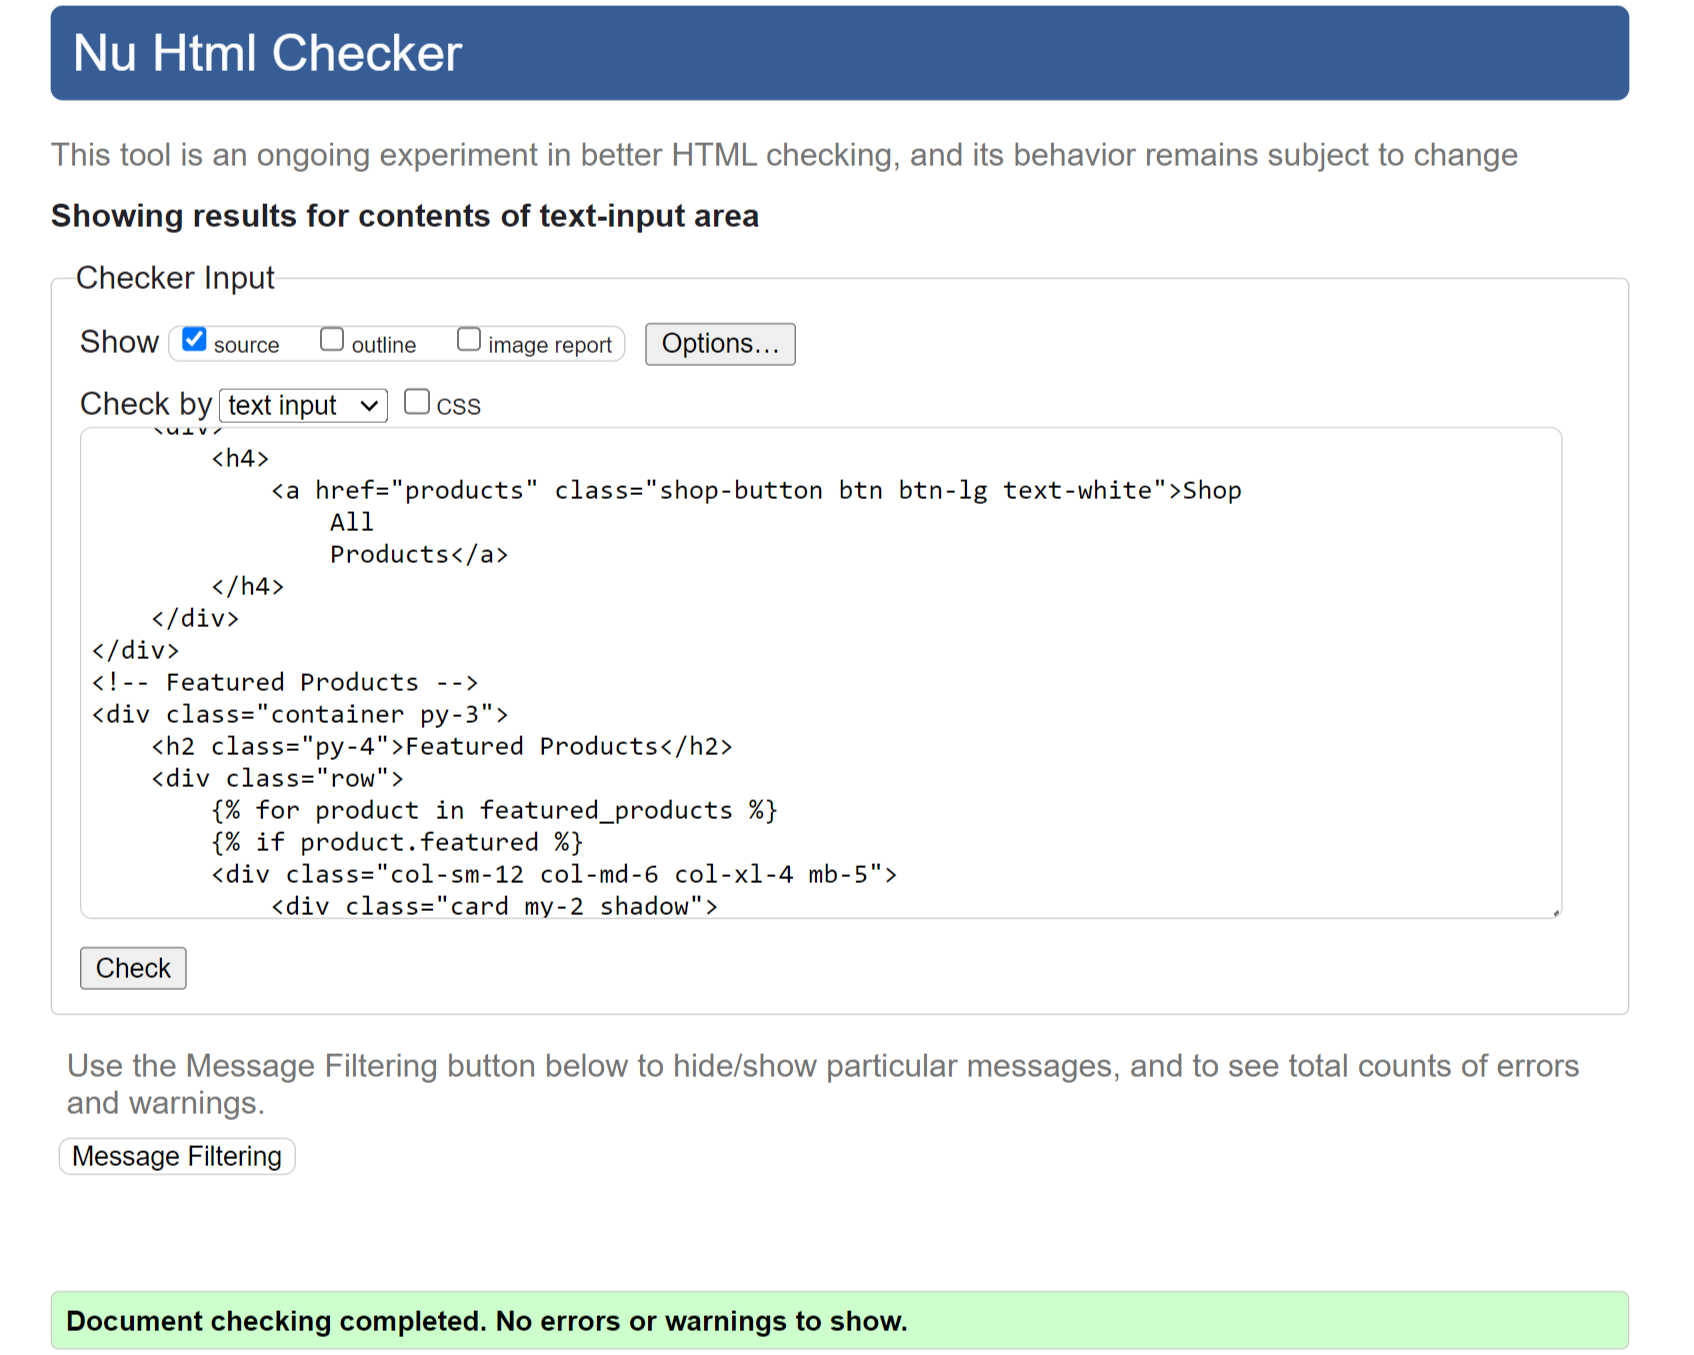 Nu Html Checker
This tool is an ongoing experiment in better HTML checking, and its behavior remains subject to change
Showing results for contents of text-input area
Checker Input
Show source outline image report Options...
Check by text input CSS
<div>
<h4>
<a href="products" class="shop-button btn btn-lg text-white">Shop
All
Products</a>
</h4>
</div>
</div>
<!-- Featured Products -->
<div class="container py-3">
<h2 class="py-4">Featured Products</h2>
<div class="row">
{% for product in featured_products %}
{% if product.featured %}
<div class="col-sm-12 col-md-6 col-xl-4 mb-5">
<div class="card my-2 shadow">
Check
Use the Message Filtering button below to hide/show particular messages, and to see total counts of errors
and warnings.
Message Filtering
Document checking completed. No errors or warnings to show.